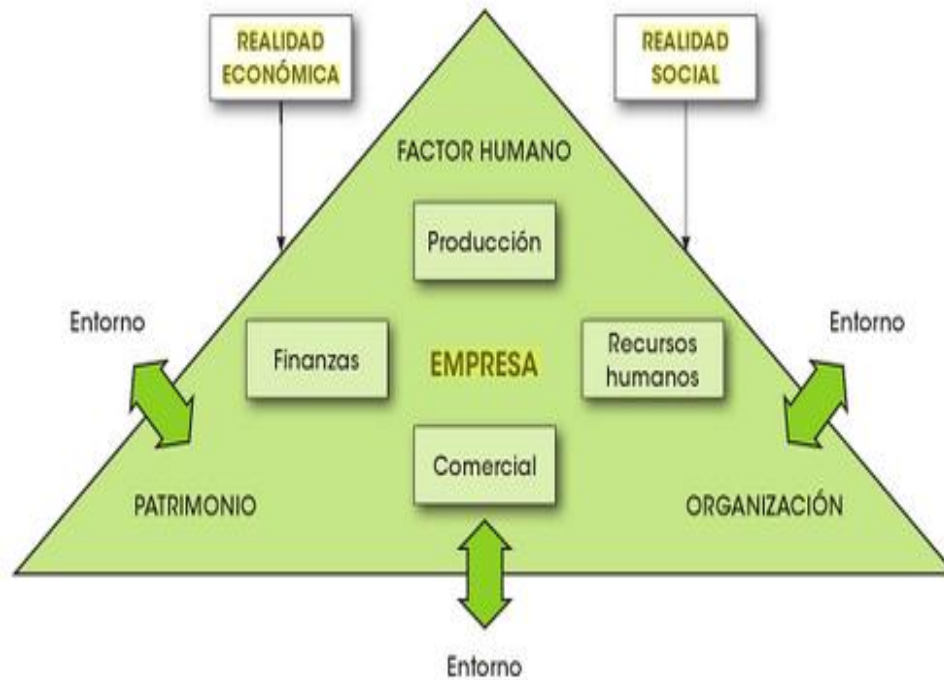 REALIDAD
ECONÓMICA
REALIDAD
SOCIAL
FACTOR HUMANO
Producción
Entorno
Entorno
Finanzas
EMPRESA
Recursos
humanos
Comercial
PATRIMONIO
ORGANIZACIÓN
Entorno